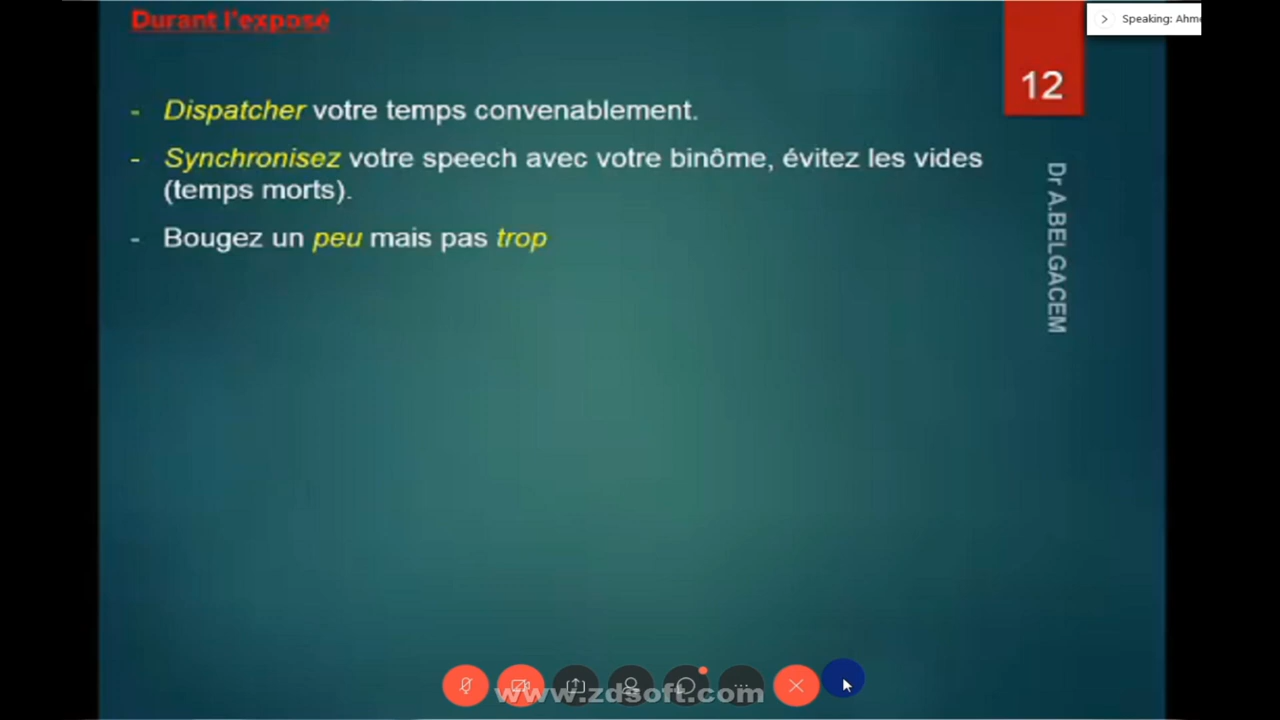 Durant l'exposé
Speaking: Ahme
12
- Dispatcher votre temps convenablement.
- Synchronisez votre speech avec votre binôme, évitez les vides
(temps morts).
- Bougez un peu mais pas trop
Dr A.BELGACEM
www.zdsoft.com